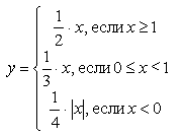 y = { 1/2 · x, если x ≥ 1
1/3 · x, если 0 ≤ x < 1
1/4 · |x|, если x < 0